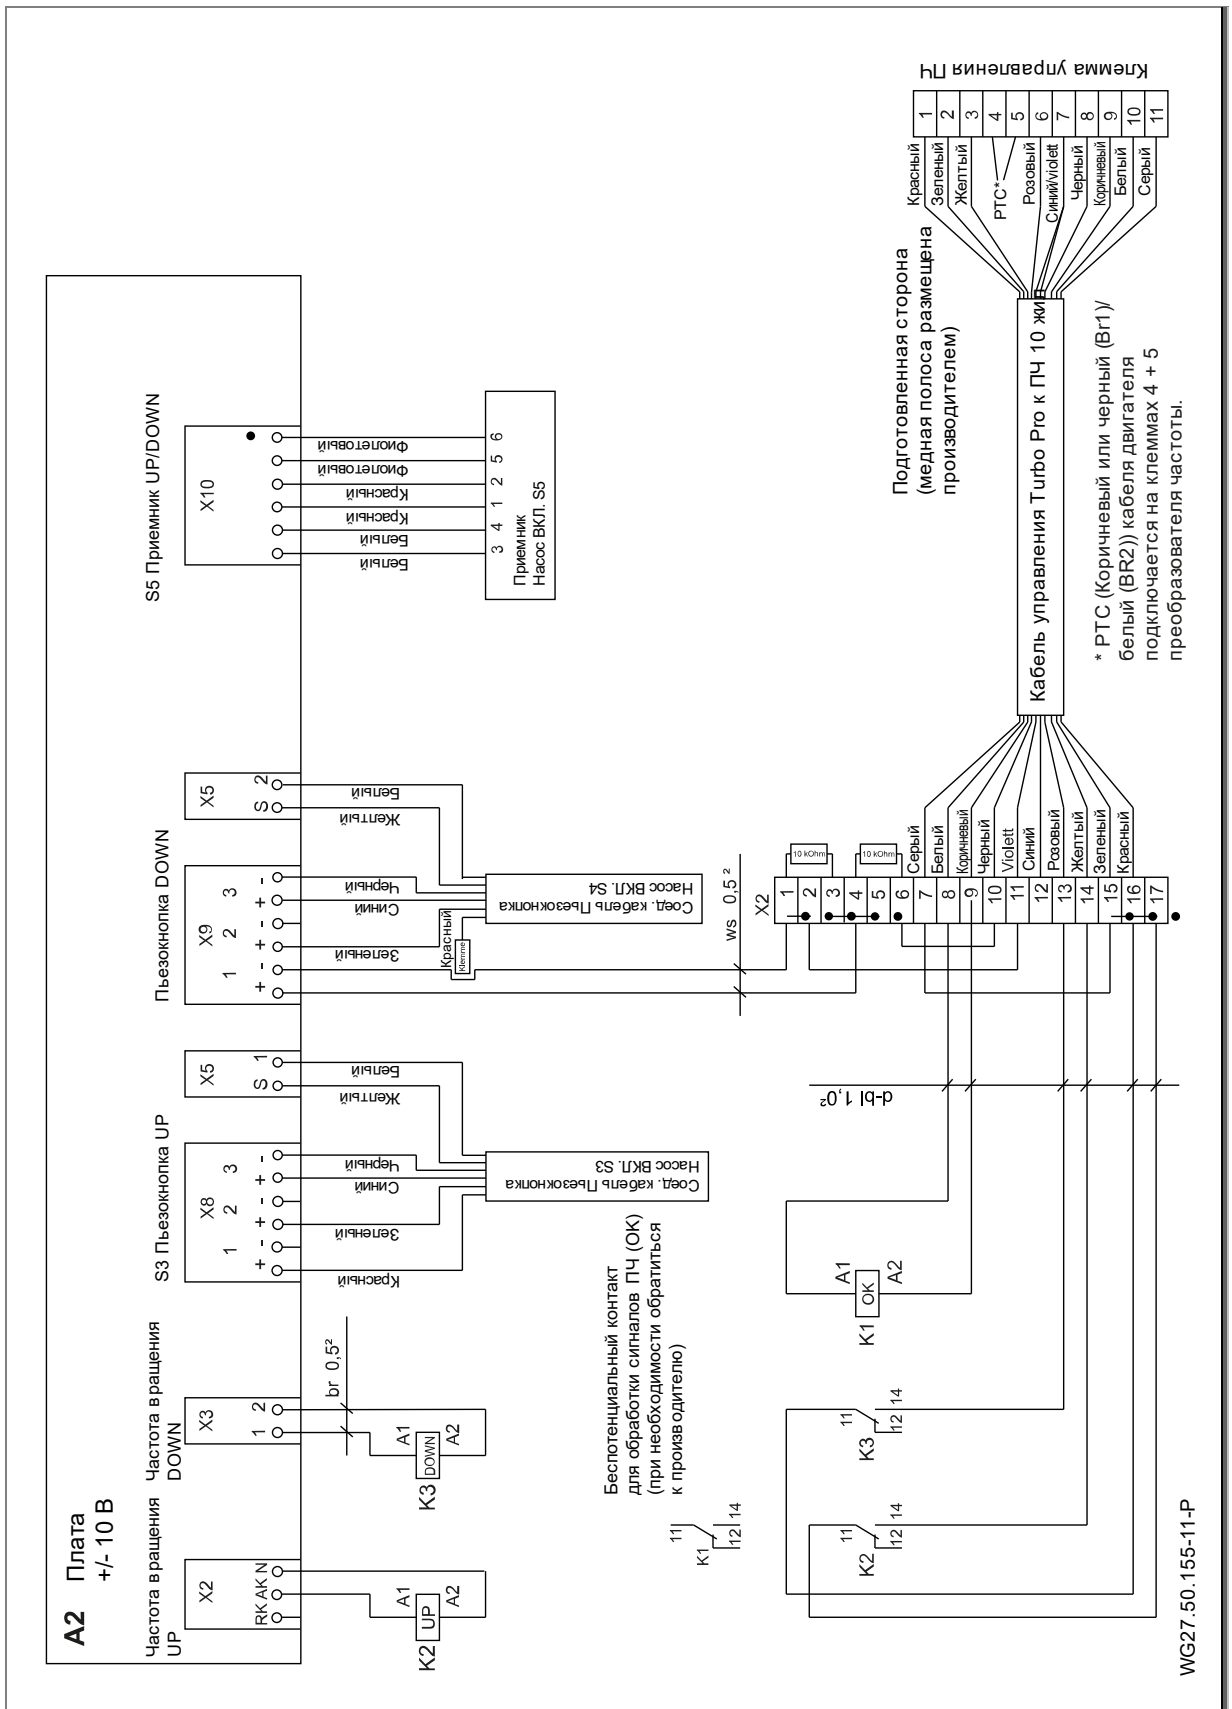 A2 Плата
+/- 10 В
Частота вращения
UP
X2
RK AK N
A1
UP
A2
K2
Частота вращения
DOWN
X3
1 2
br 0,5²
A1
DOWN
A2
K3
S3 Пьезокнопка UP
X8
1 2 3
+ - + - + -
Красный
Зеленый
Синий
Черный
X5
S 1
Желтый
Белый
Соед. кабель Пьезокнопка
Насос ВКЛ. S3
Пьезокнопка DOWN
X9
1 2 3
+ - + - + -
Зеленый
Синий
Черный
Красный
Klemme
X5
S 2
Желтый
Белый
Соед. кабель Пьезокнопка
Насос ВКЛ. S4
S5 Приемник UP/DOWN
X10
Белый
Белый
Красный
Красный
Фиолетовый
Фиолетовый
3 4 1 2 5 6
Приемник
Насос ВКЛ. S5
Беспотенциальный контакт
для обработки сигналов ПЧ (OK)
(при необходимости обратиться
к производителю)
11
K1
12 14
ws 0,5 ²
10 kOhm
10 kOhm
X2
1
2
3
4
5
6
7
8
9
10
11
12
13
14
15
16
17
Серый
Белый
Коричневый
Черный
Violett
Синий
Розовый
Желтый
Зеленый
Красный
d-bl 1,0²
A1
OK
A2
K1
11
K3
12 14
11
K2
12 14
Кабель управления Turbo Pro к ПЧ 10 жил
Подготовленная сторона
(медная полоса размещена
производителем)
Красный
Зеленый
Желтый
PTC*
Розовый
Синий/violett
Черный
Коричневый
Белый
Серый
1
2
3
4
5
6
7
8
9
10
11
Клемма управления ПЧ
* PTC (Коричневый или черный (Br1)/
белый (BR2)) кабеля двигателя
подключается на клеммах 4 + 5
преобразователя частоты.
WG27.50.155-11-P